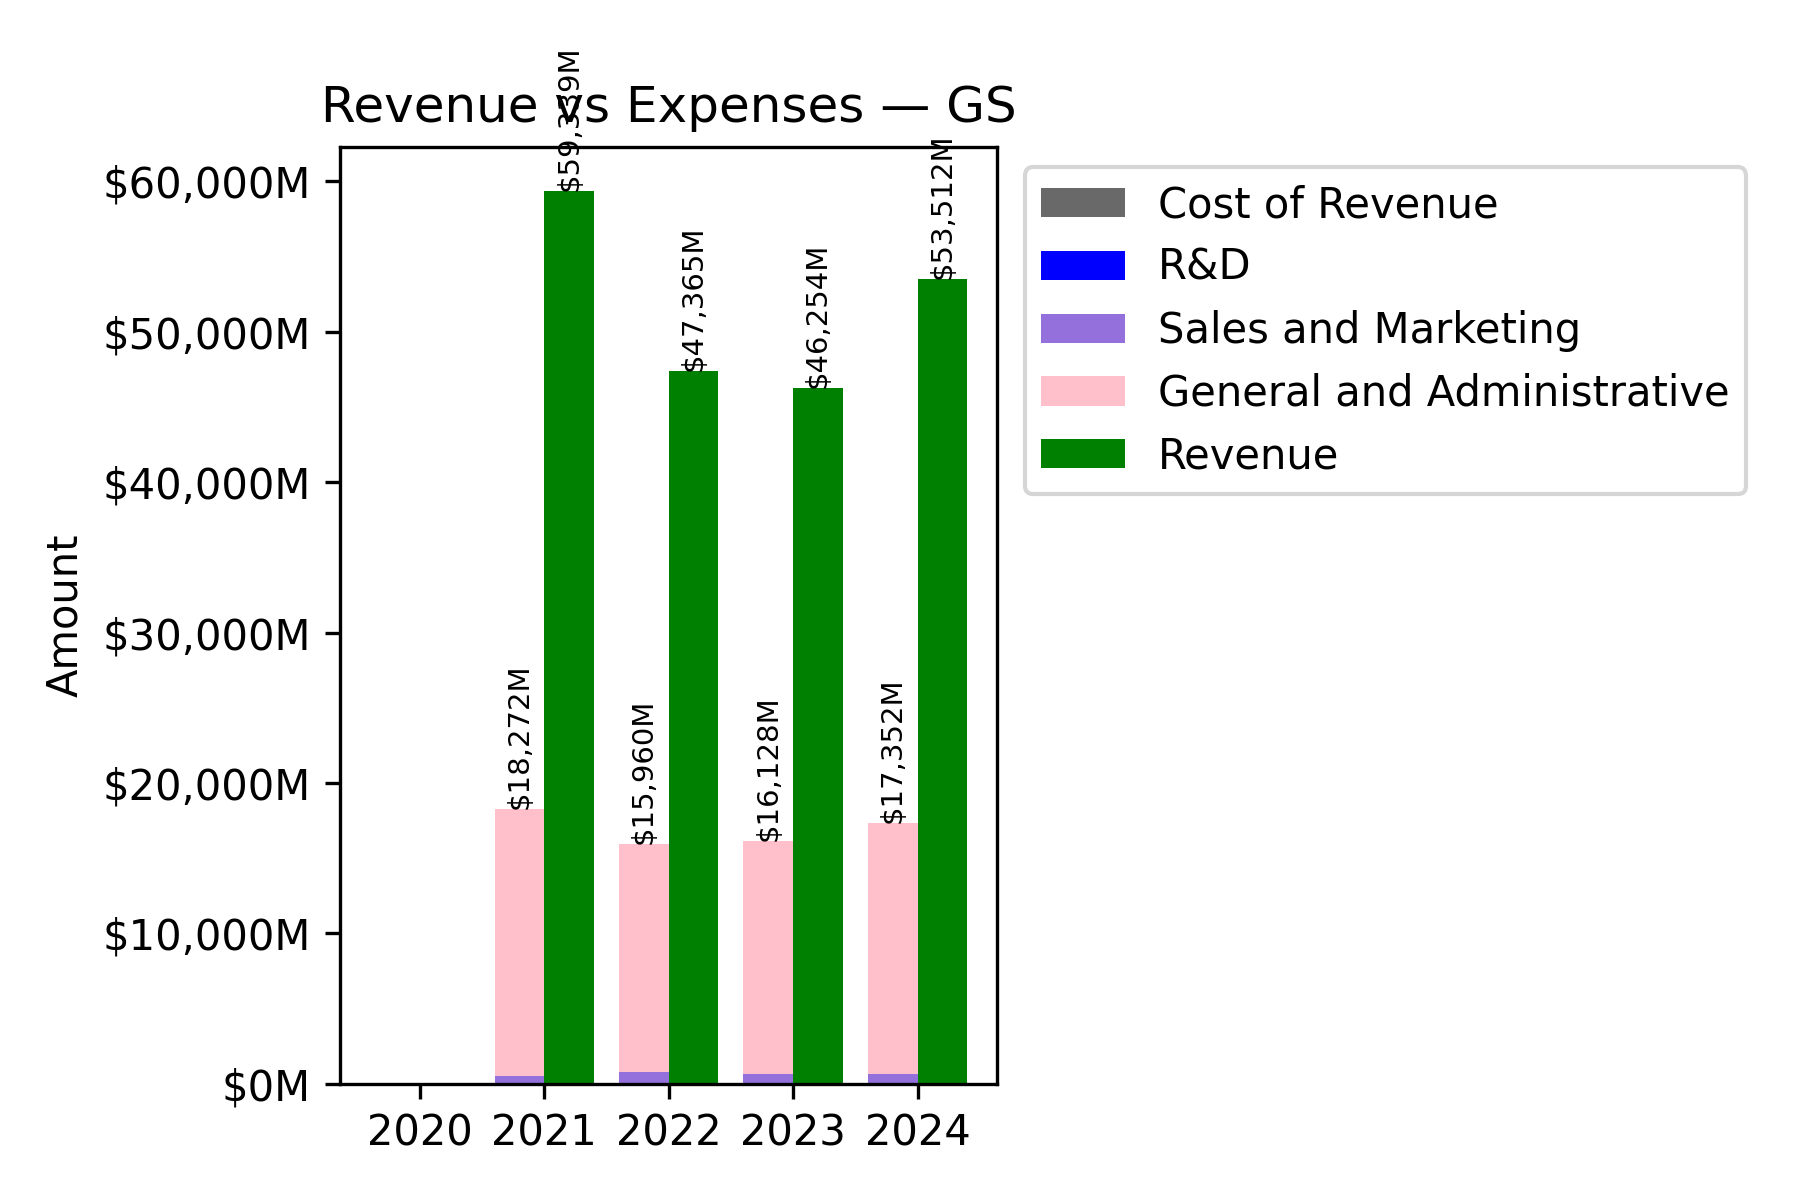 Revenue vs Expenses — GS
$60,000M
$50,000M
$40,000M
$30,000M
$20,000M
$10,000M
$0M
Amount
$18,272M
$59,339M
$15,960M
$47,365M
$16,128M
$46,254M
$17,352M
$53,512M
2020 2021 2022 2023 2024
Cost of Revenue
R&D
Sales and Marketing
General and Administrative
Revenue